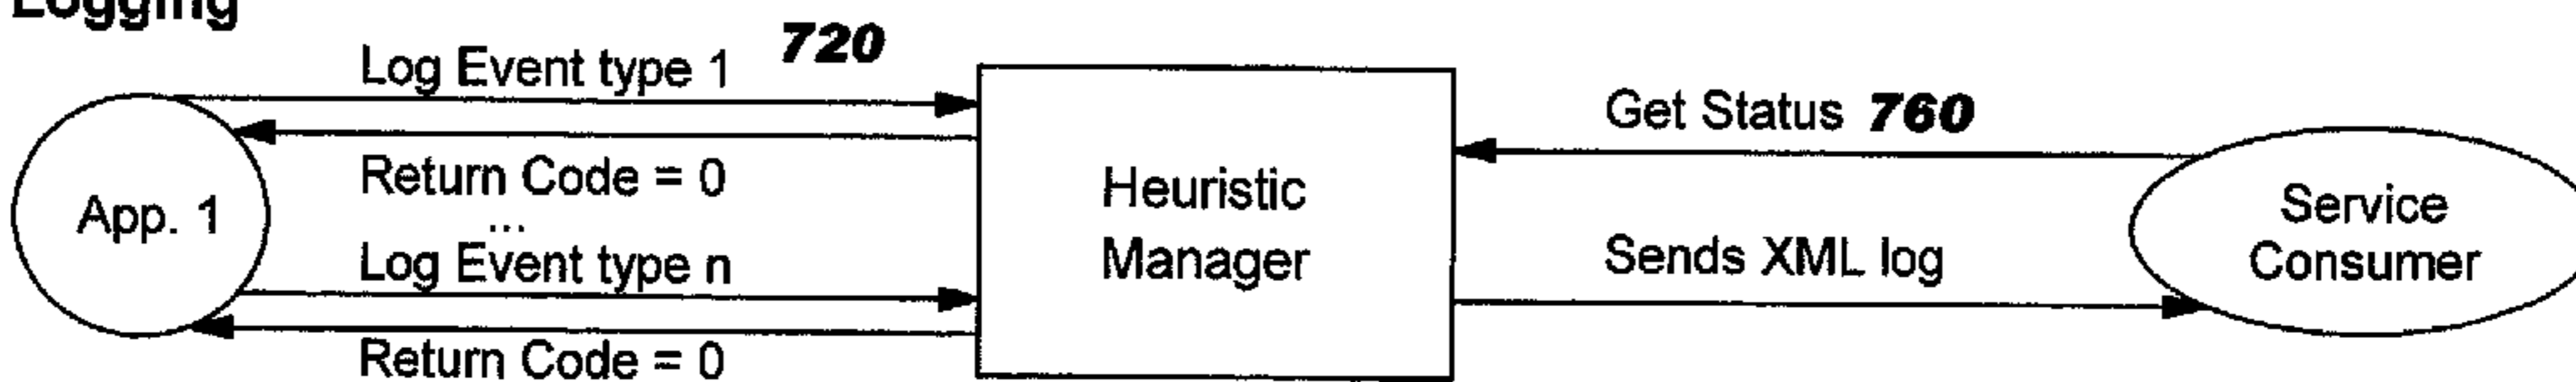 Logging
Log Event type 1 720
Return Code = 0
...
Log Event type n
Return Code = 0
App. 1
Heuristic
Manager
Get Status 760
Sends XML log
Service
Consumer